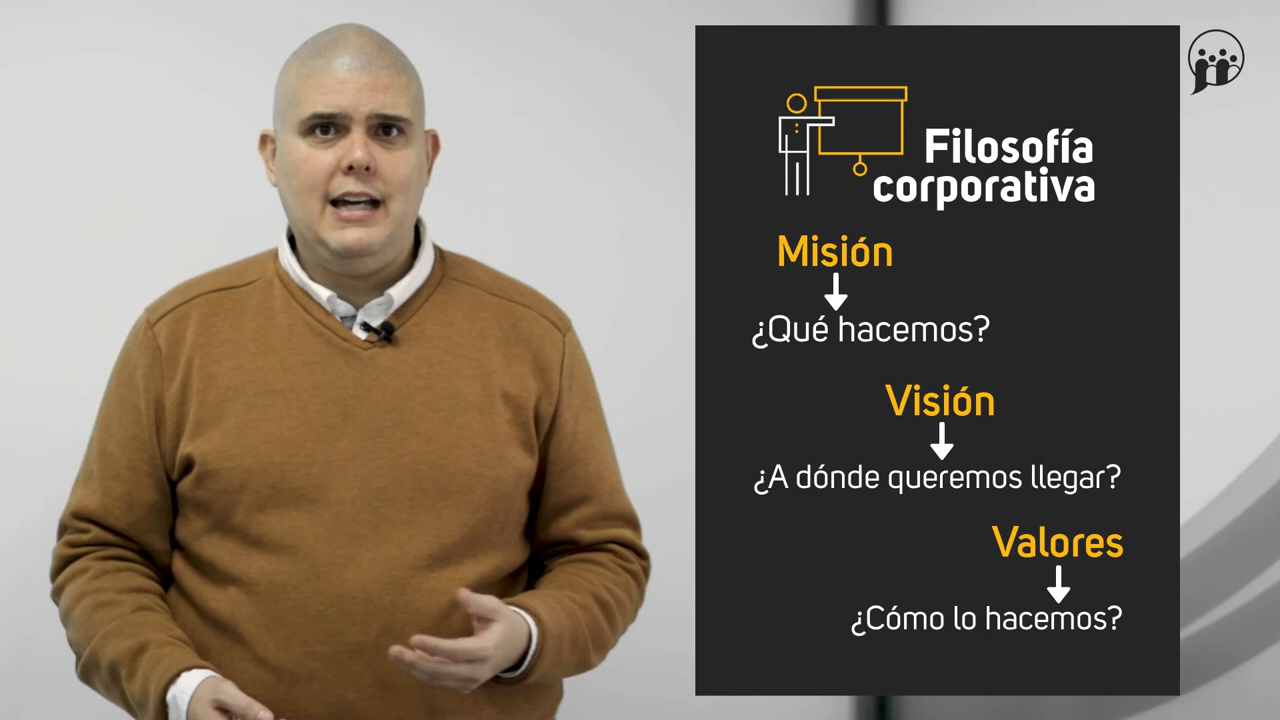 Filosofía
corporativa
Misión
¿Qué hacemos?
Visión
¿A dónde queremos llegar?
Valores
¿Cómo lo hacemos?